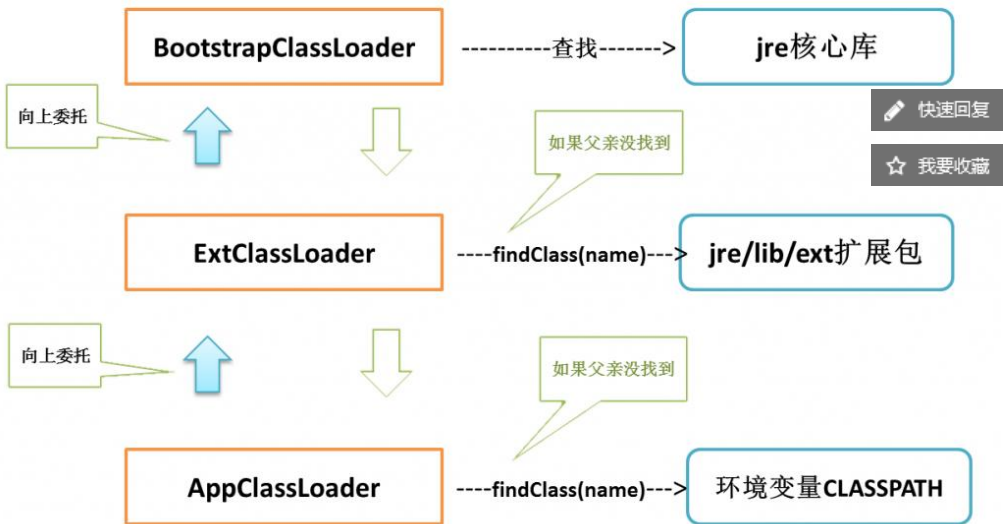 BootstrapClassLoader
----------查找------->
jre核心库
向上委托
快速回复
如果父亲没找到
我要收藏
ExtClassLoader
----findClass(name)--->
jre/lib/ext扩展包
向上委托
如果父亲没找到
AppClassLoader
----findClass(name)--->
环境变量CLASSPATH